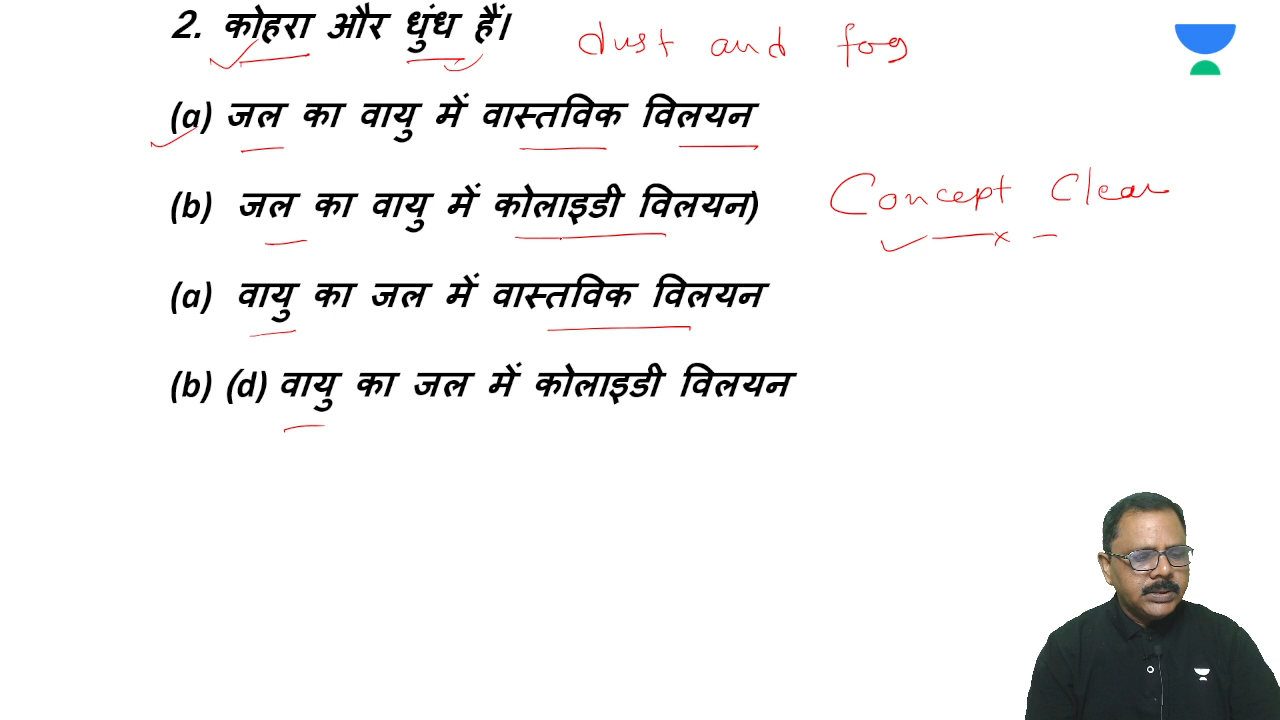 2. कोहरा और धुंध हैं। dust and fog
(a) जल का वायु में वास्तविक विलयन
(b) जल का वायु में कोलाइडी विलयन) Concept Clear
(a) वायु का जल में वास्तविक विलयन
(b) (d) वायु का जल में कोलाइडी विलयन